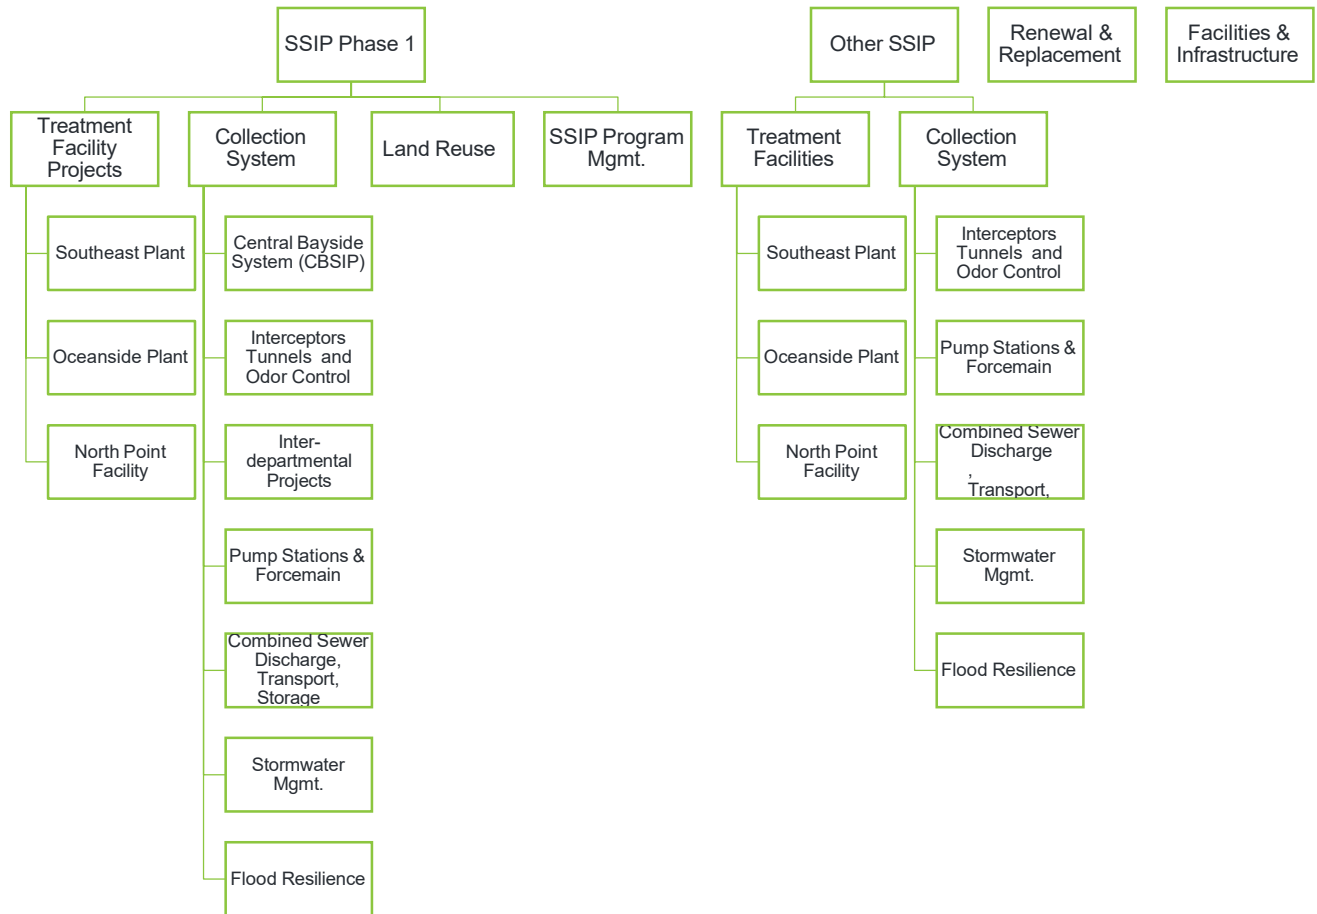 SSIP Phase 1
Other SSIP
Renewal &
Replacement
Facilities &
Infrastructure
Treatment
Facility
Projects
Collection
System
Land Reuse
SSIP Program
Mgmt.
Treatment
Facilities
Collection
System
Southeast Plant
Central Bayside
System (CBSIP)
Southeast Plant
Interceptors
Tunnels and
Odor Control
Oceanside Plant
Interceptors
Tunnels and
Odor Control
Oceanside Plant
Pump Stations &
Forcemain
North Point
Facility
Inter-
departmental
Projects
North Point
Facility
Combined Sewer
Discharge
,
Transport,
Pump Stations &
Forcemain
Stormwater
Mgmt.
Combined Sewer
Discharge,
Transport,
Storage
Flood Resilience
Stormwater
Mgmt.
Flood Resilience